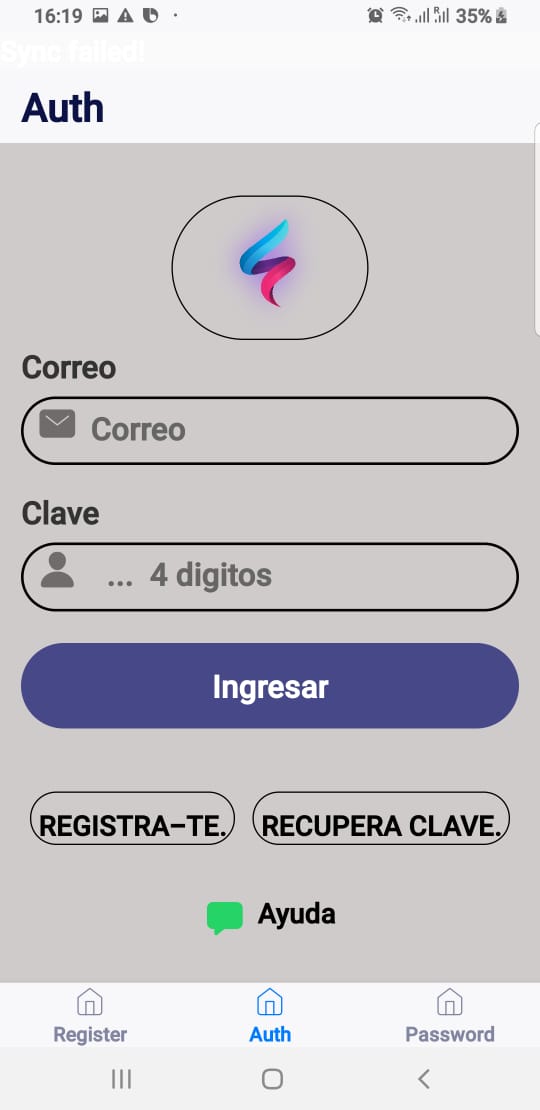 16:19 35%
Sync failed!
Auth
Correo
Correo
Clave
... 4 digitos
Ingresar
REGISTRA-TE. RECUPERA CLAVE.
Ayuda
Register Auth Password